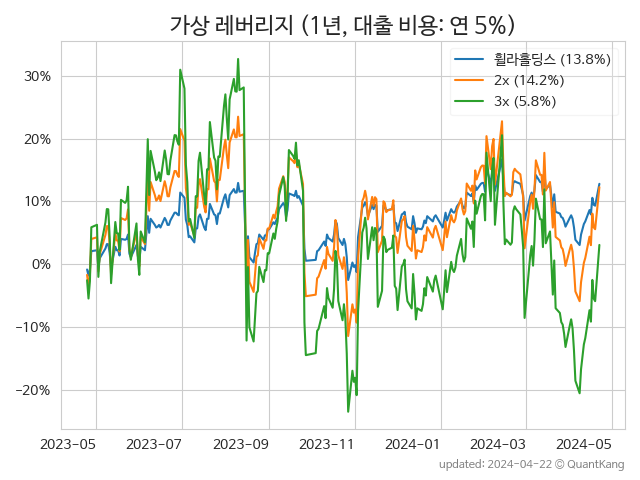 가상 레버리지 (1년, 대출 비용: 연 5%)
휠라홀딩스 (13.8%)
2x (14.2%)
3x (5.8%)
30%
20%
10%
0%
−10%
−20%
2023-05 2023-07 2023-09 2023-11 2024-01 2024-03 2024-05
updated: 2024-04-22 © QuantKang